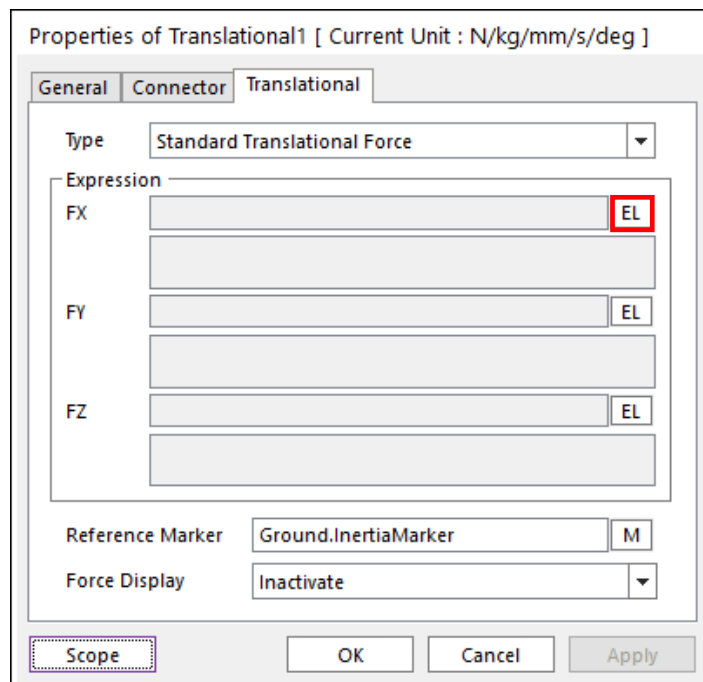 Properties of Translational1 [ Current Unit : N/kg/mm/s/deg ]
General Connector Translational
Type Standard Translational Force
Expression
FX EL
FY EL
FZ EL
Reference Marker Ground.InertiaMarker M
Force Display Inactivate
Scope OK Cancel Apply